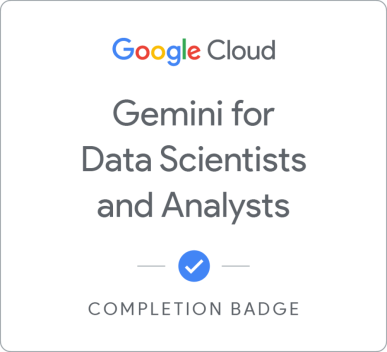 Google Cloud
Gemini for
Data Scientists
and Analysts
COMPLETION BADGE